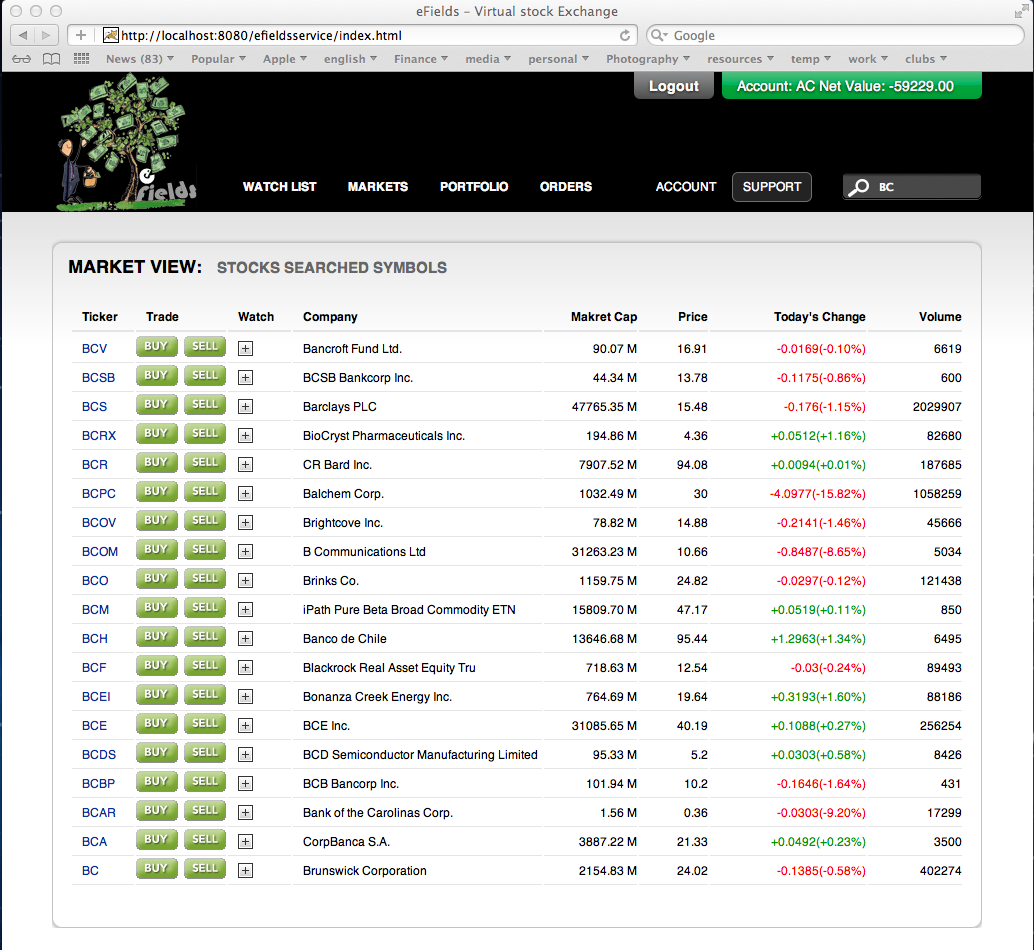 eFields - Virtual stock Exchange
http://localhost:8080/efieldsservice/index.html Google
News (83) Popular Apple english Finance media personal Photography resources temp work clubs
Logout Account: AC Net Value: -59229.00
eFields
WATCH LIST MARKETS PORTFOLIO ORDERS ACCOUNT SUPPORT BC
MARKET VIEW: STOCKS SEARCHED SYMBOLS
Ticker Trade Watch Company Makret Cap Price Today's Change Volume
BCV BUY SELL Bancroft Fund Ltd. 90.07 M 16.91 -0.0169(-0.10%) 6619
BCSB BUY SELL BCSB Bankcorp Inc. 44.34 M 13.78 -0.1175(-0.86%) 600
BCS BUY SELL Barclays PLC 47765.35 M 15.48 -0.176(-1.15%) 2029907
BCRX BUY SELL BioCryst Pharmaceuticals Inc. 194.86 M 4.36 +0.0512(+1.16%) 82680
BCR BUY SELL CR Bard Inc. 7907.52 M 94.08 +0.0094(+0.01%) 187685
BCPC BUY SELL Balchem Corp. 1032.49 M 30 -4.0977(-15.82%) 1058259
BCOV BUY SELL Brightcove Inc. 78.82 M 14.88 -0.2141(-1.46%) 45666
BCOM BUY SELL B Communications Ltd 31263.23 M 10.66 -0.8487(-8.65%) 5034
BCO BUY SELL Brinks Co. 1159.75 M 24.82 -0.0297(-0.12%) 121438
BCM BUY SELL iPath Pure Beta Broad Commodity ETN 15809.70 M 47.17 +0.0519(+0.11%) 850
BCH BUY SELL Banco de Chile 13646.68 M 95.44 +1.2963(+1.34%) 6495
BCF BUY SELL Blackrock Real Asset Equity Tru 718.63 M 12.54 -0.03(-0.24%) 89493
BCEI BUY SELL Bonanza Creek Energy Inc. 764.69 M 19.64 +0.3193(+1.60%) 88186
BCE BUY SELL BCE Inc. 31085.65 M 40.19 +0.1088(+0.27%) 256254
BCDS BUY SELL BCD Semiconductor Manufacturing Limited 95.33 M 5.2 +0.0303(+0.58%) 8426
BCBP BUY SELL BCB Bancorp Inc. 101.94 M 10.2 -0.1646(-1.64%) 431
BCAR BUY SELL Bank of the Carolinas Corp. 1.56 M 0.36 -0.0303(-9.20%) 17299
BCA BUY SELL CorpBanca S.A. 3887.22 M 21.33 +0.0492(+0.23%) 3500
BC BUY SELL Brunswick Corporation 2154.83 M 24.02 -0.1385(-0.58%) 402274